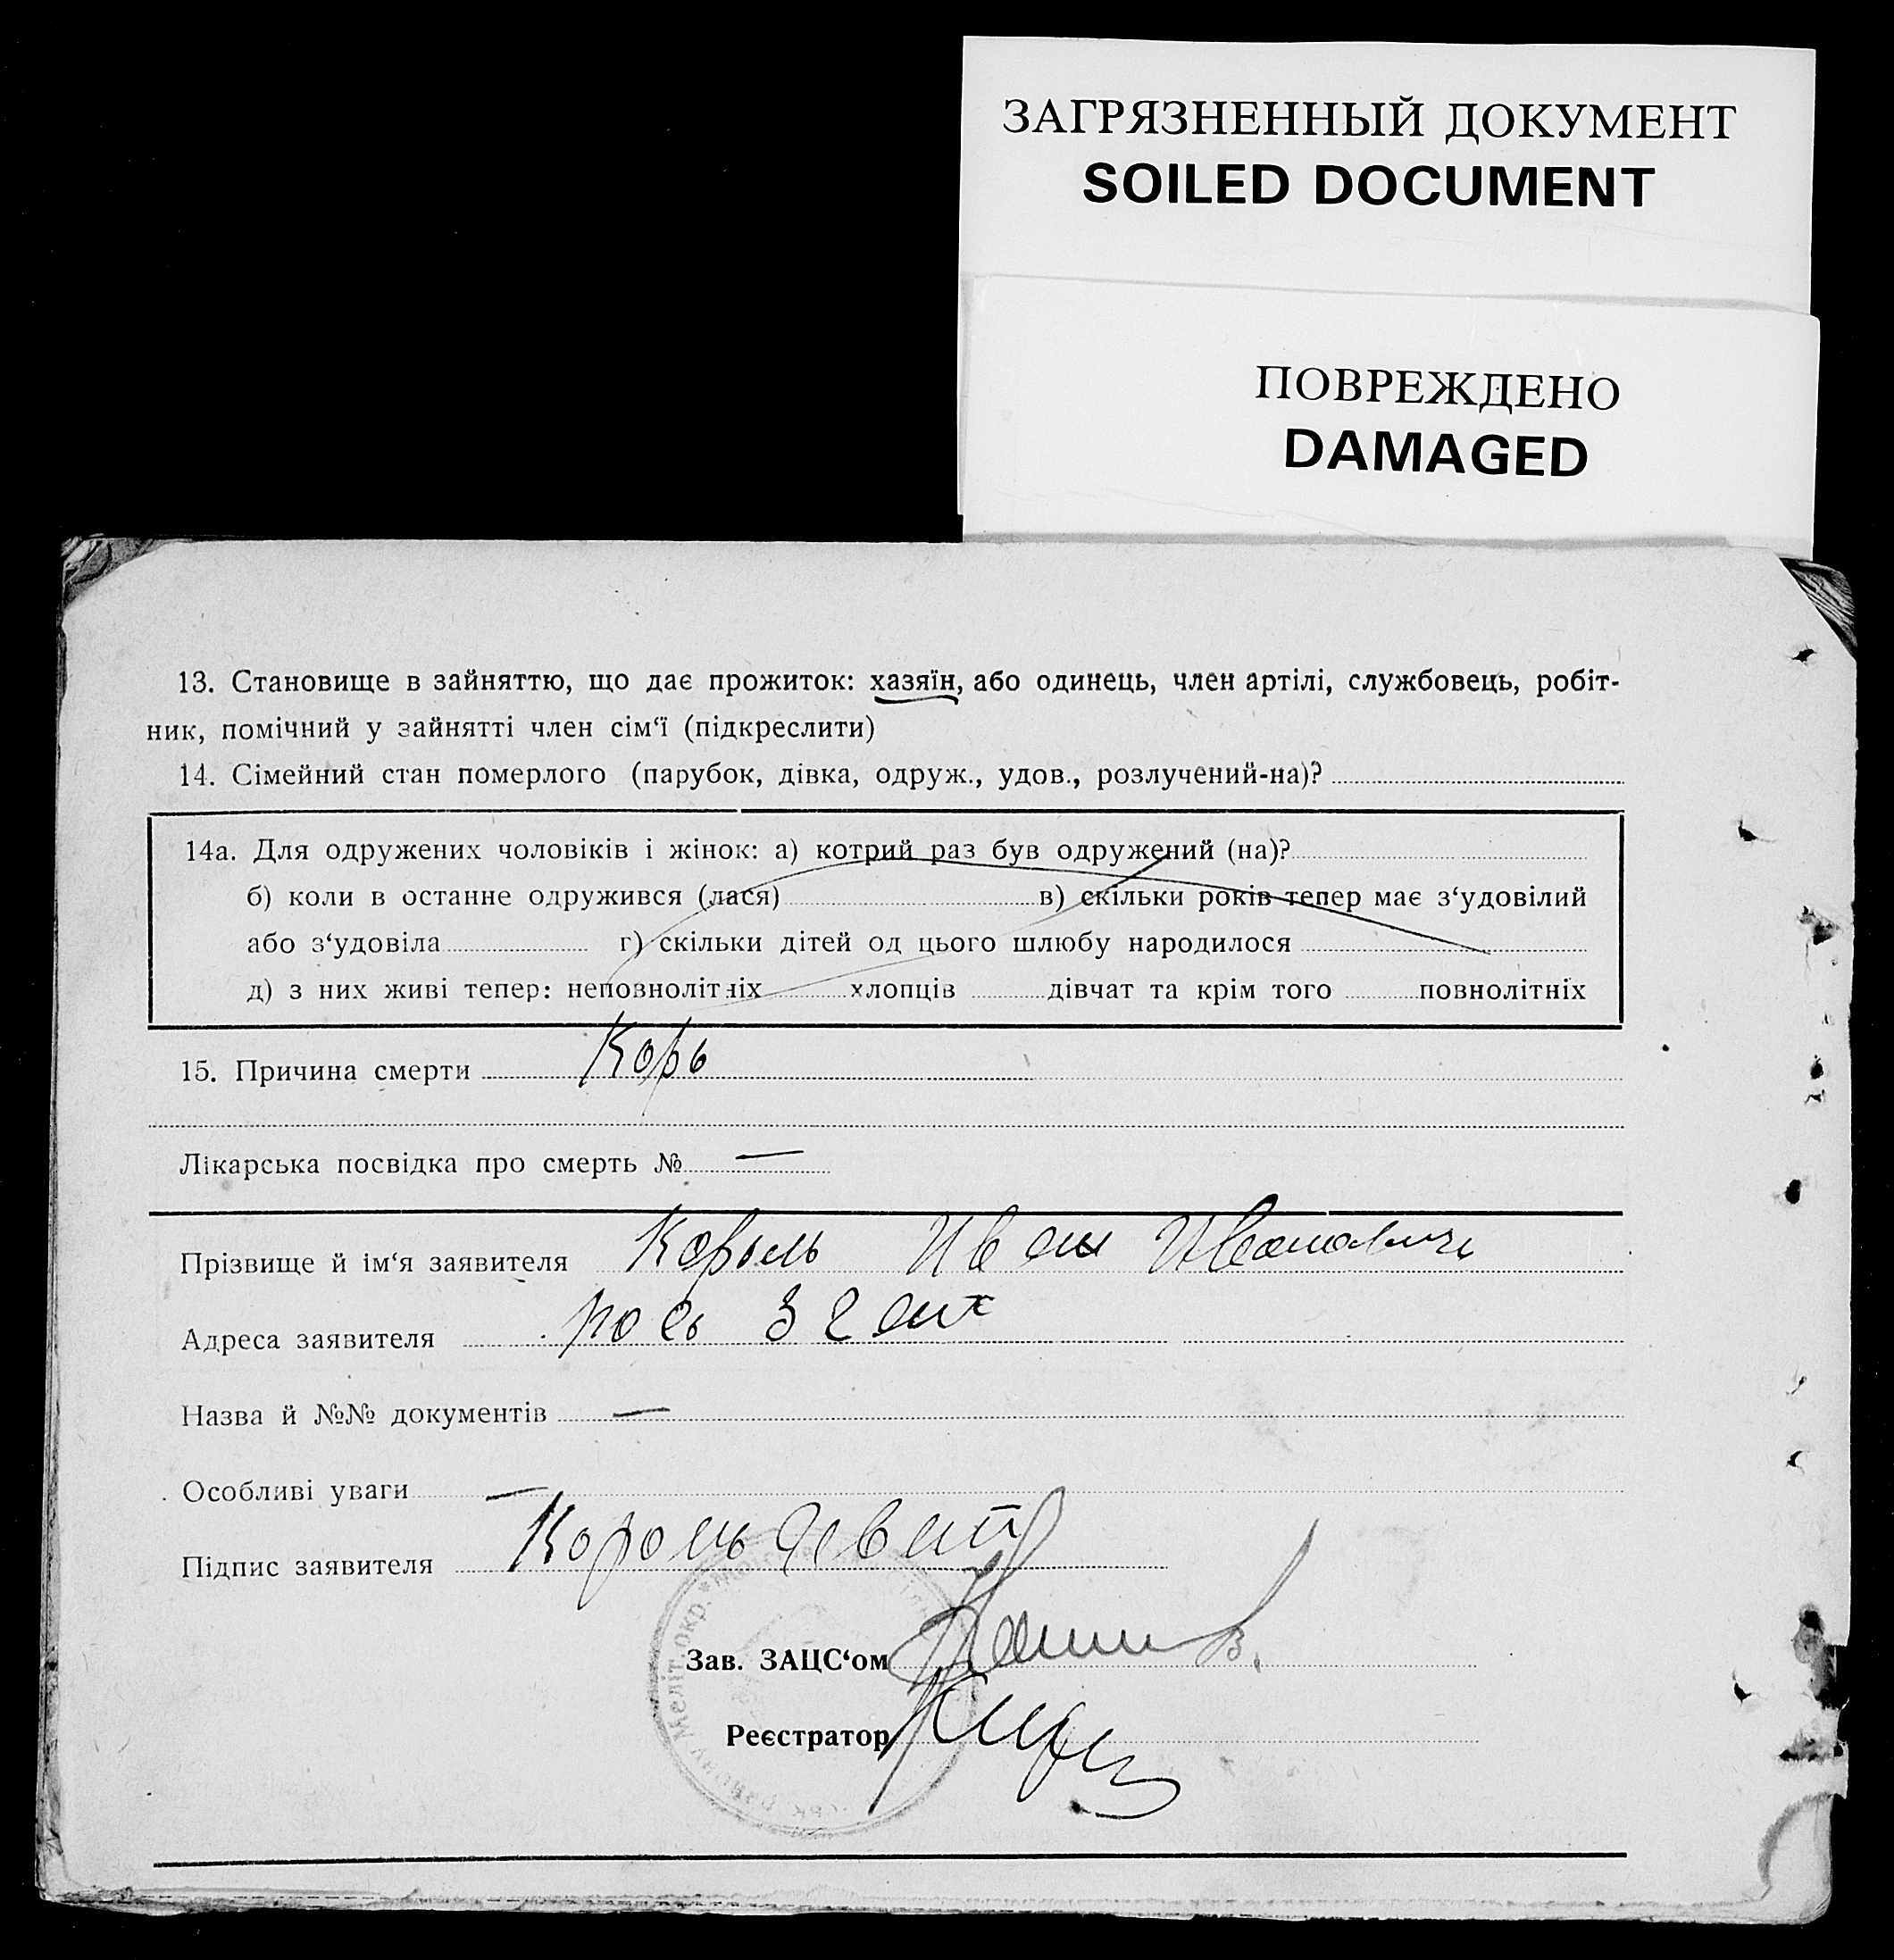 ЗАГРЯЗНЕННЫЙ ДОКУМЕНТ
SOILED DOCUMENT
ПОВРЕЖДЕНО
DAMAGED
13. Становище в зайняттю, що дає прожиток: хазяїн, або одинець, член артілі, службовець, робіт-
ник, помічний у зайнятті член сім‘ї (підкреслити)
14. Сімейний стан померлого (парубок, дівка, одруж., удов., розлучений-на)?
14а. Для одружених чоловіків і жінок: а) котрий раз був одружений (на)?
б) коли в останне одружився (лася) в) скільки років тепер має з‘удовілий
або з‘удовіла г) скільки дітей од цього шлюбу народилося
д) з них живі тепер: неповнолітніх хлопців дівчат та крім того повнолітніх
15. Причина смерти Корь
Лікарська посвідка про смерть № —
Прізвище й ім‘я заявителя Король Иван Иванович
Адреса заявителя
Назва й №№ документів —
Особливі уваги —
Підпис заявителя Король
Зав. ЗАЦС‘ом
Реєстратор
Меліт. окр.